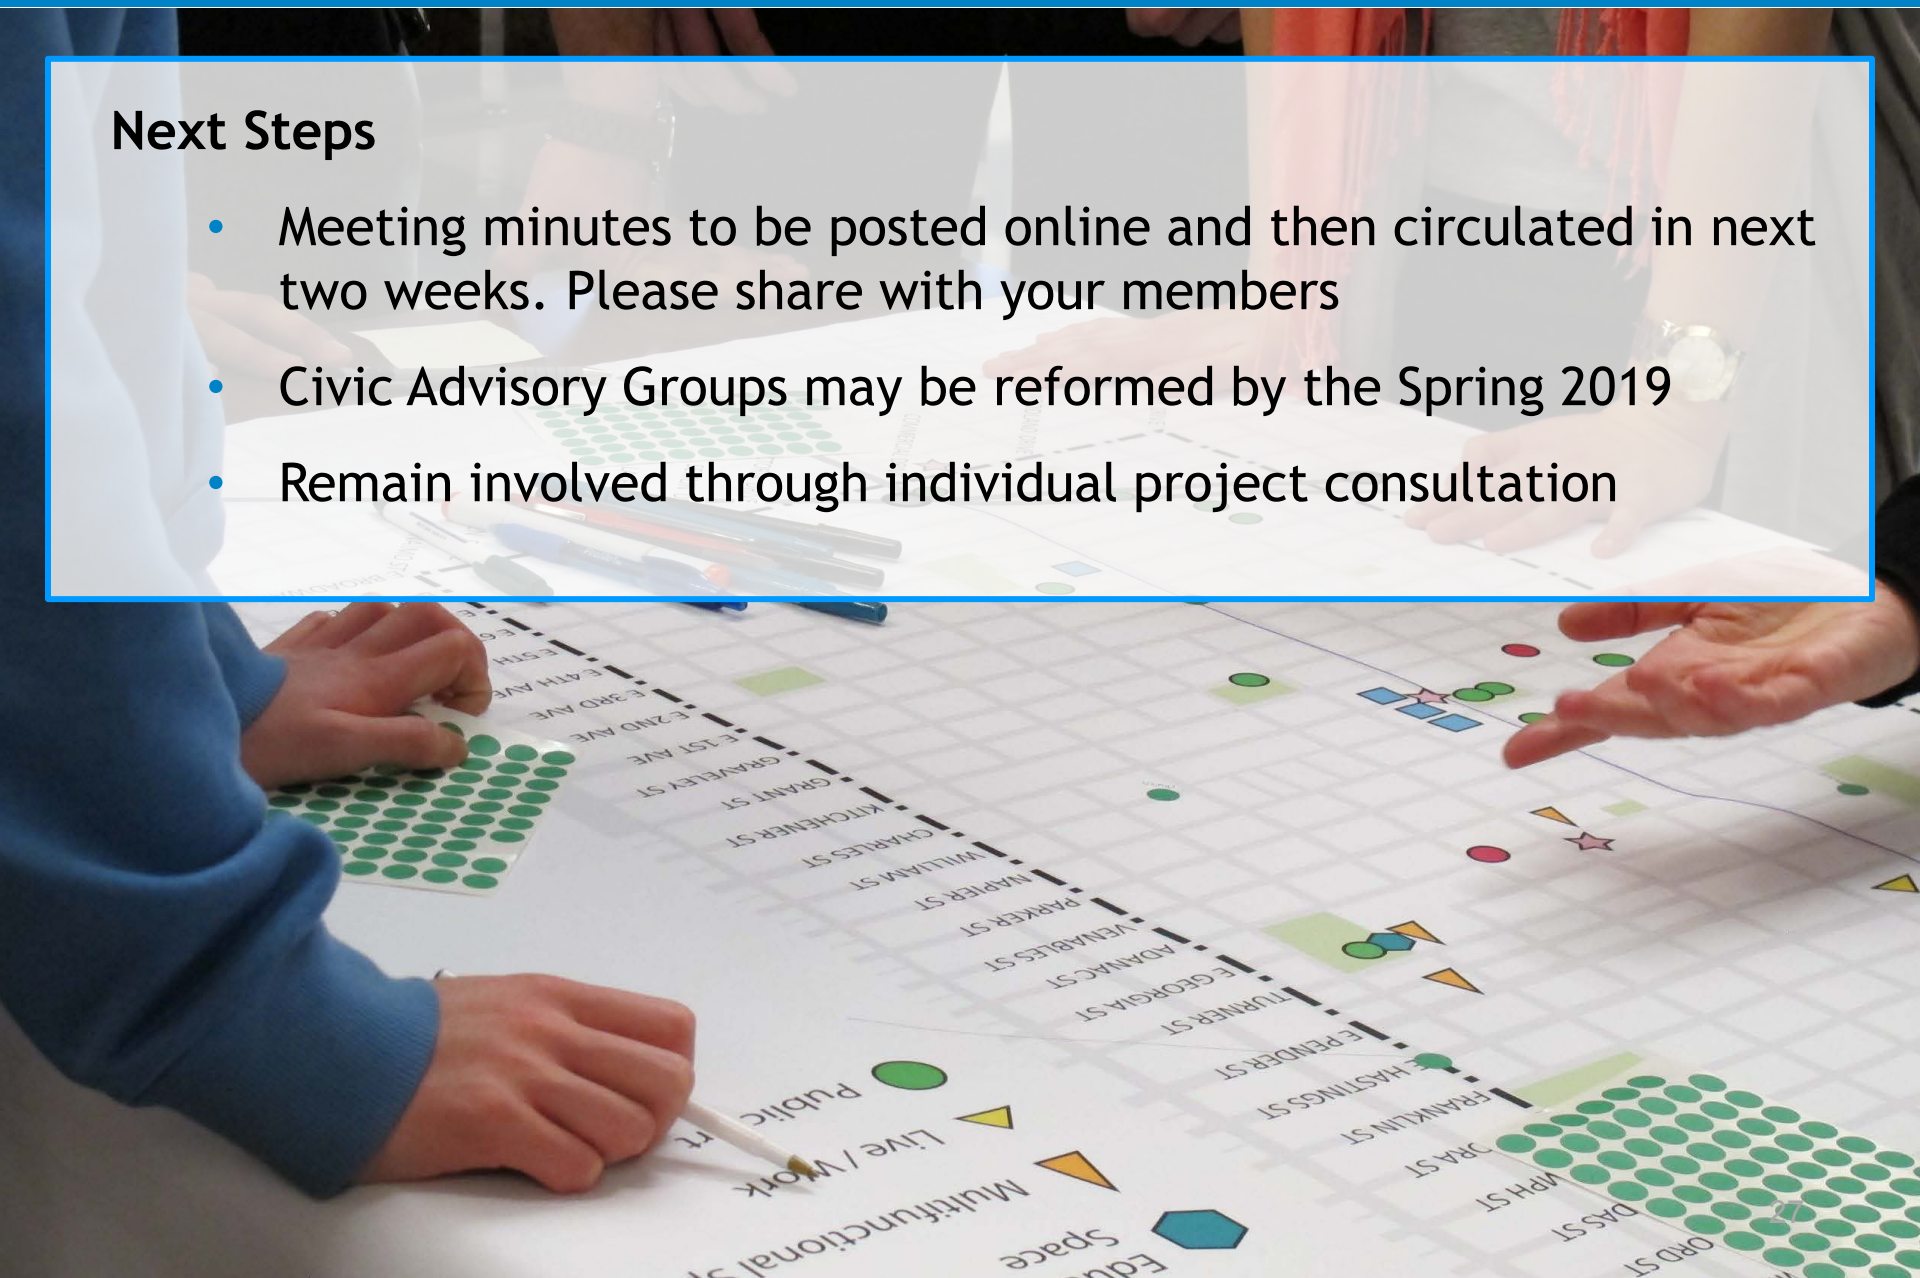 Next Steps
• Meeting minutes to be posted online and then circulated in next
two weeks. Please share with your members
• Civic Advisory Groups may be reformed by the Spring 2019
• Remain involved through individual project consultation
E 5TH
E 4TH AVE
E 3RD AVE
E 2ND AVE
E 1ST AVE
GRAVELEY ST
GRANT ST
KITCHENER ST
CHARLES ST
WILLIAM ST
NAPIER ST
PARKER ST
VENABLES ST
ADANAC ST
E GEORGIA ST
TURNER ST
E PENDER ST
E HASTINGS ST
FRANKLIN ST
Public
Live / Work
Multifunctional
Space
27